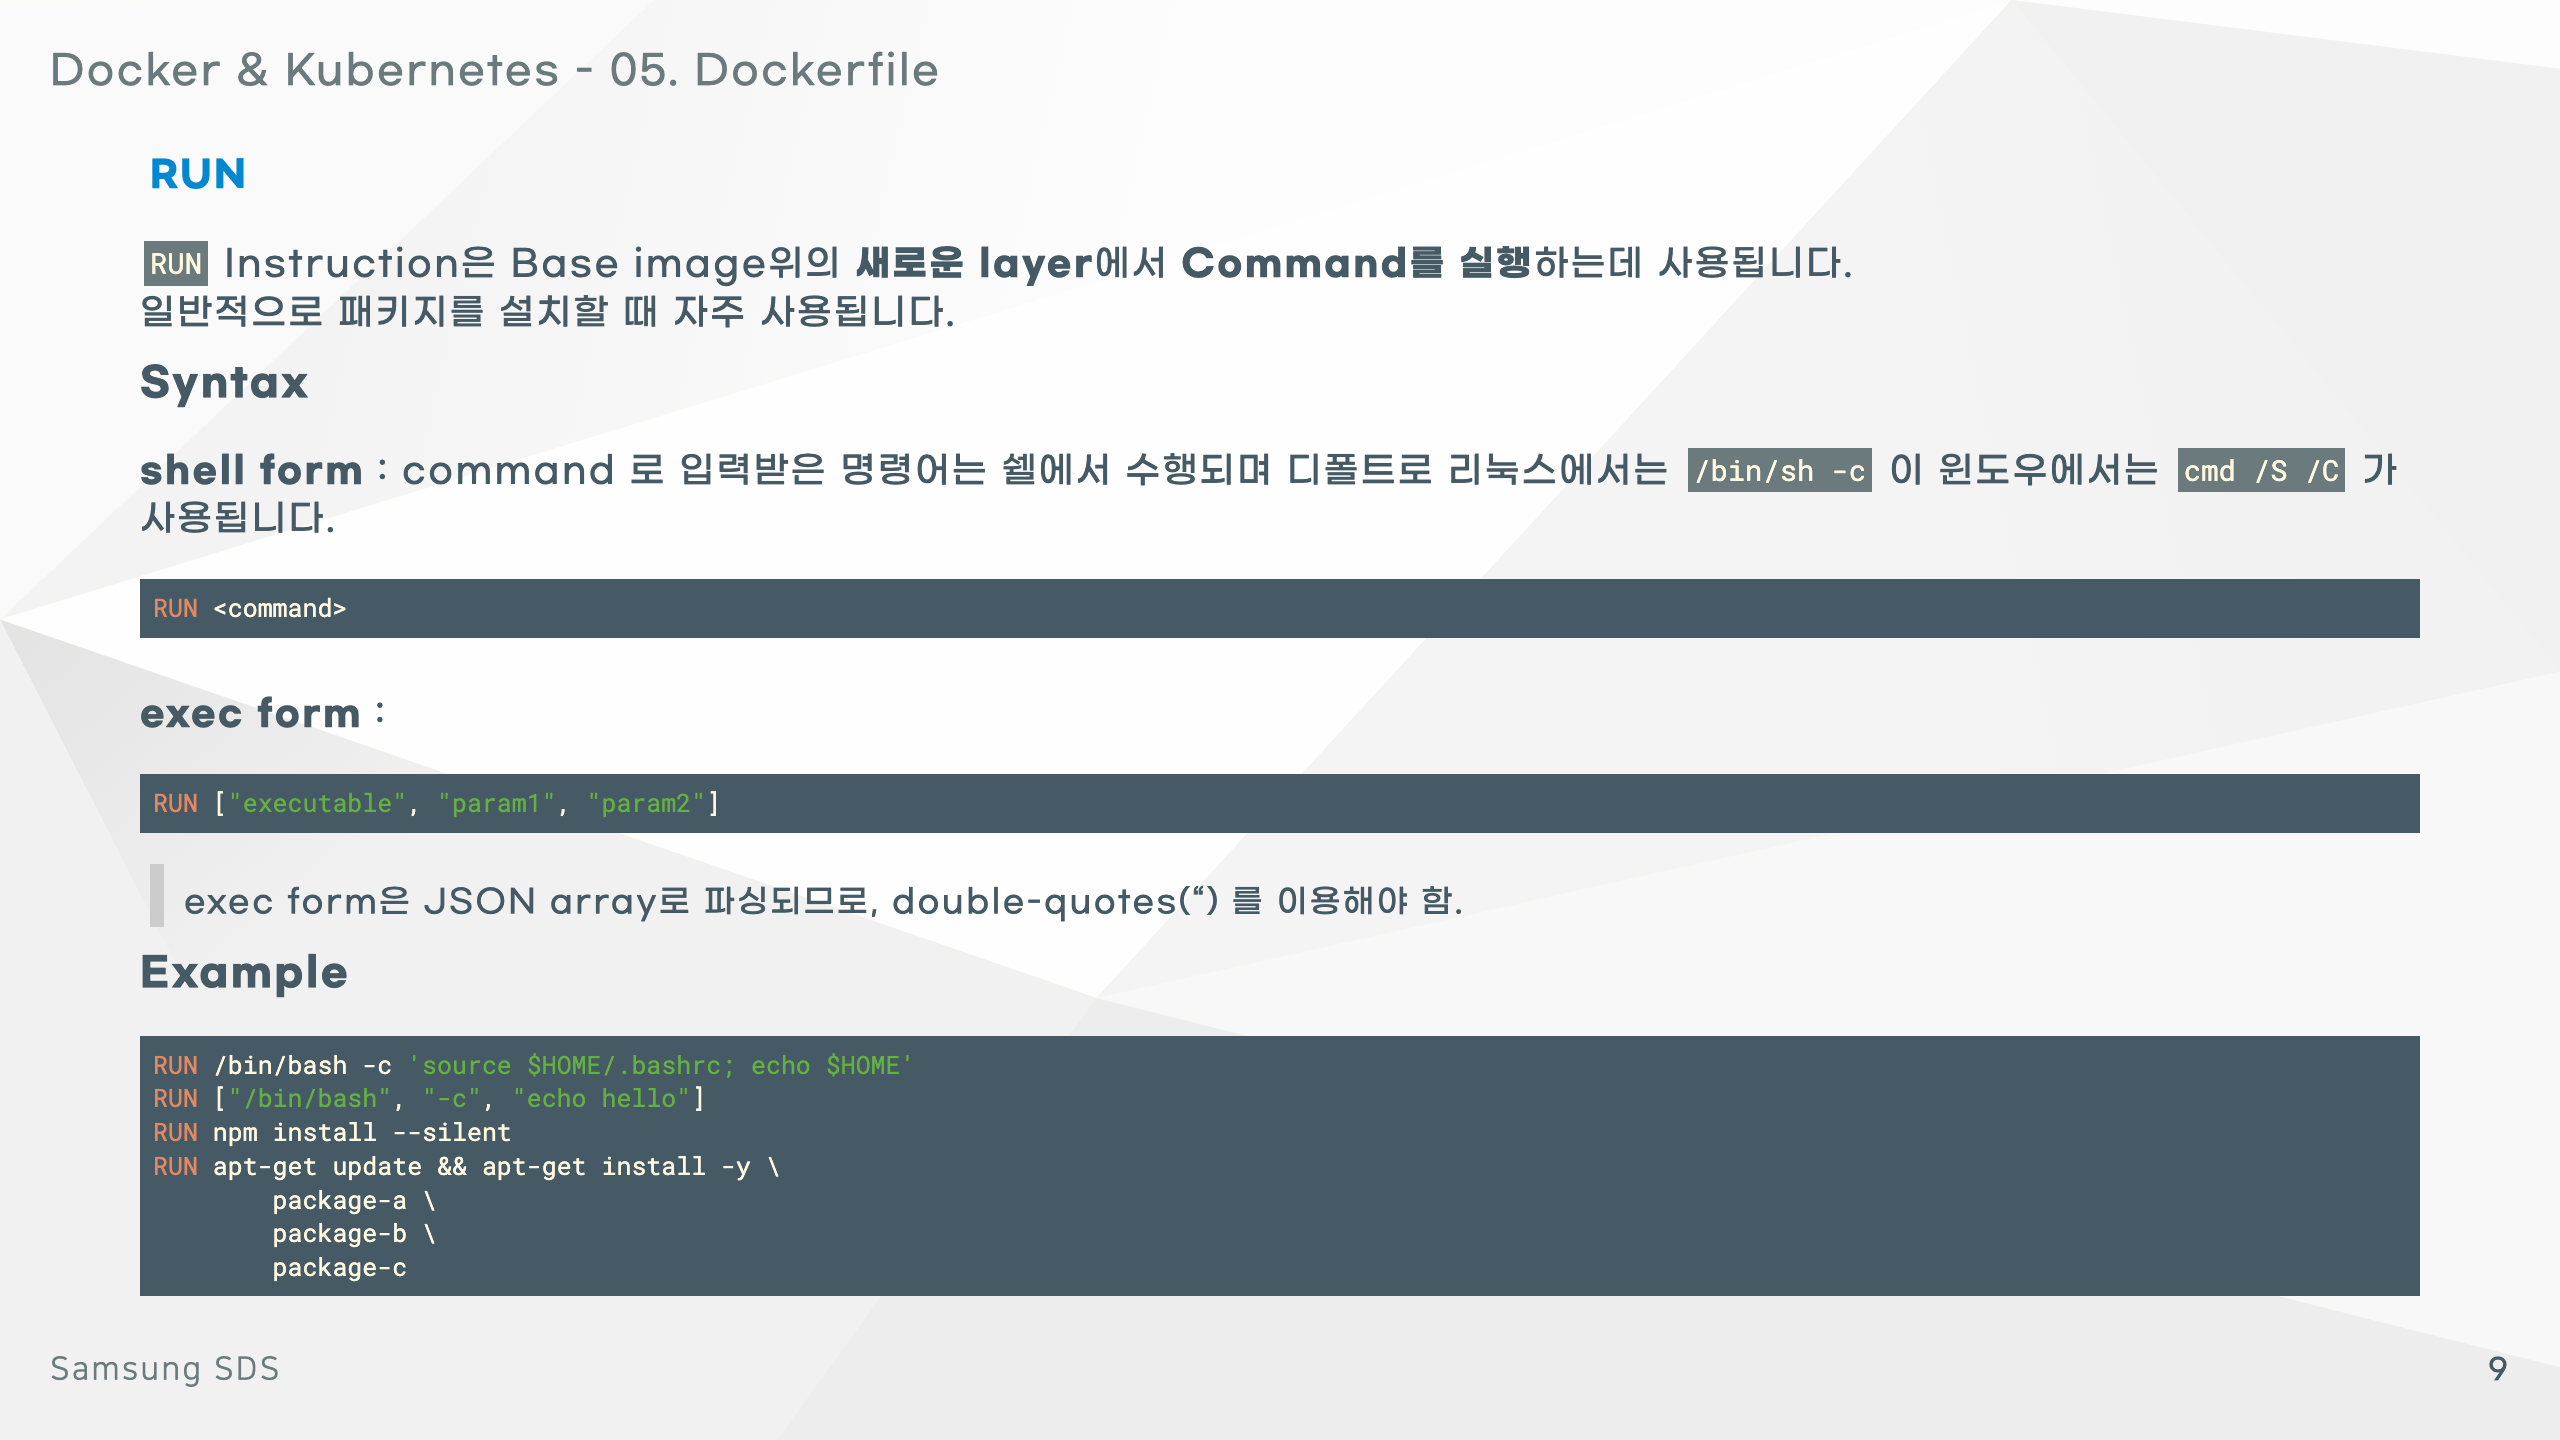 Docker & Kubernetes - 05. Dockerfile
RUN
RUN Instruction은 Base image위의 새로운 layer에서 Command를 실행하는데 사용됩니다.
일반적으로 패키지를 설치할 때 자주 사용됩니다.
Syntax
shell form : command 로 입력받은 명령어는 쉘에서 수행되며 디폴트로 리눅스에서는 /bin/sh -c 이 윈도우에서는 cmd /S /C 가
사용됩니다.
RUN <command>
exec form :
RUN ["executable", "param1", "param2"]
exec form은 JSON array로 파싱되므로, double-quotes(“) 를 이용해야 함.
Example
RUN /bin/bash -c 'source $HOME/.bashrc; echo $HOME'
RUN ["/bin/bash", "-c", "echo hello"]
RUN npm install --silent
RUN apt-get update && apt-get install -y \
        package-a \
        package-b \
        package-c
Samsung SDS
9